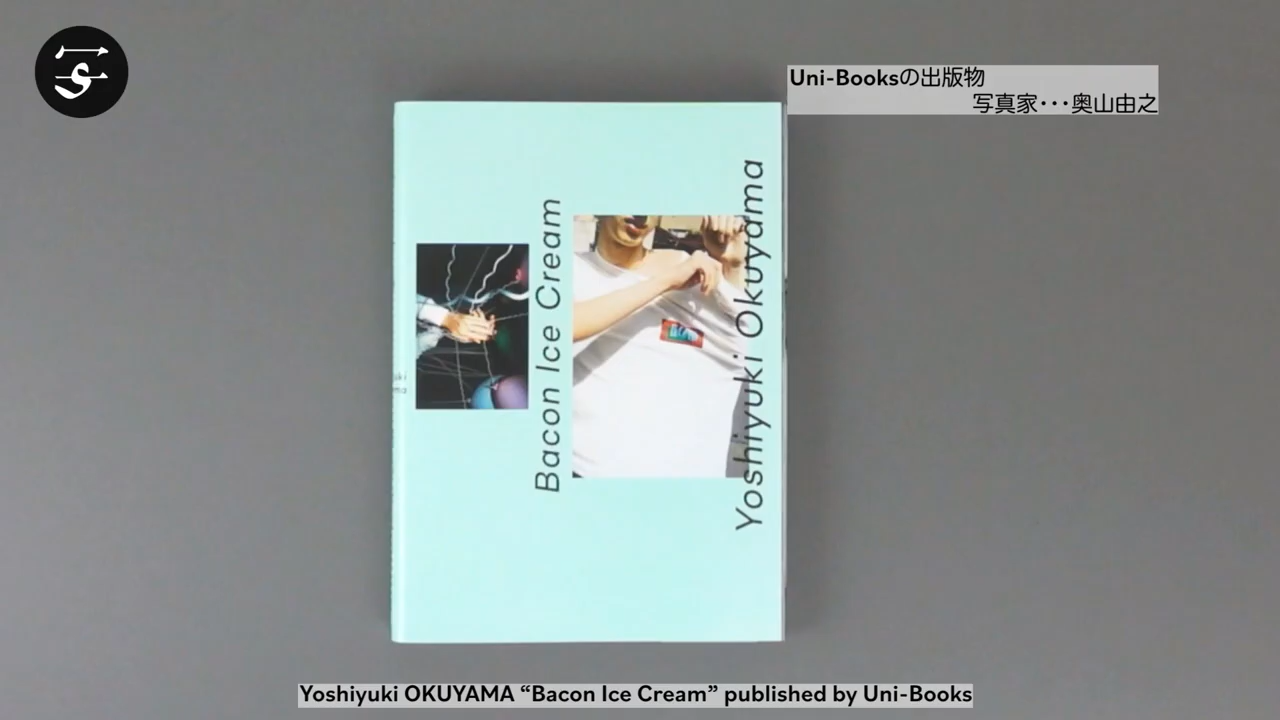 Uni-Booksの出版物
写真家･･･奥山由之
Bacon Ice Cream
Yoshiyuki Okuyama
Yoshiyuki OKUYAMA “Bacon Ice Cream” published by Uni-Books